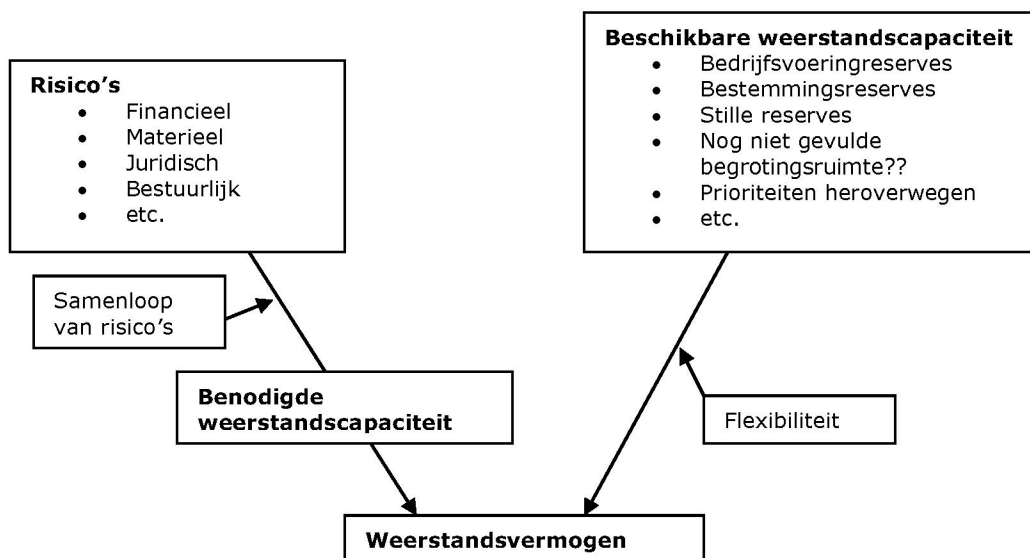 Risico's
• Financieel
• Materieel
• Juridisch
• Bestuurlijk
• etc.
Beschikbare weerstandscapaciteit
• Bedrijfsvoeringreserves
• Bestemmingsreserves
• Stille reserves
• Nog niet gevulde
begrotingsruimte??
• Prioriteiten heroverwegen
• etc.
Samenloop
van risico's
Benodigde
weerstandscapaciteit
Flexibiliteit
Weerstandsvermogen